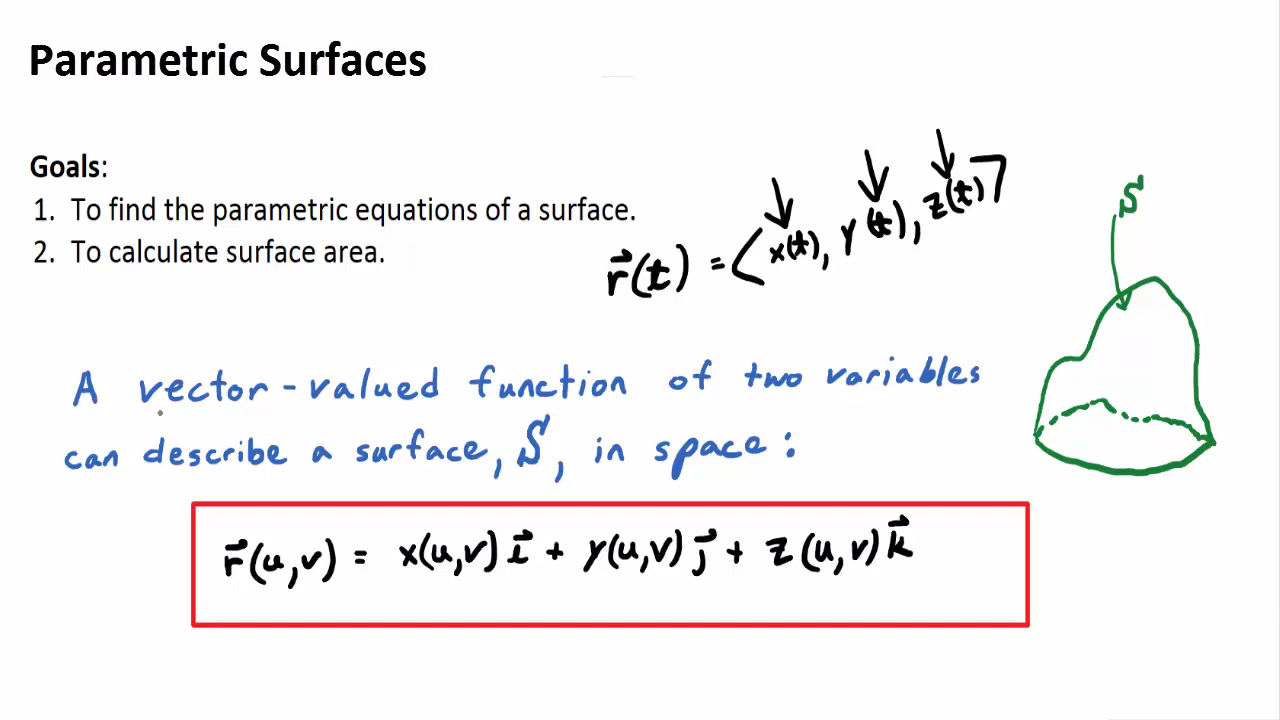 Parametric Surfaces
Goals:
1. To find the parametric equations of a surface.
2. To calculate surface area.
r⃗(t) = ⟨x(t), y(t), z(t)⟩
S
A vector-valued function of two variables
can describe a surface, S, in space:
r⃗(u,v) = x(u,v) i⃗ + y(u,v) j⃗ + z(u,v) k⃗